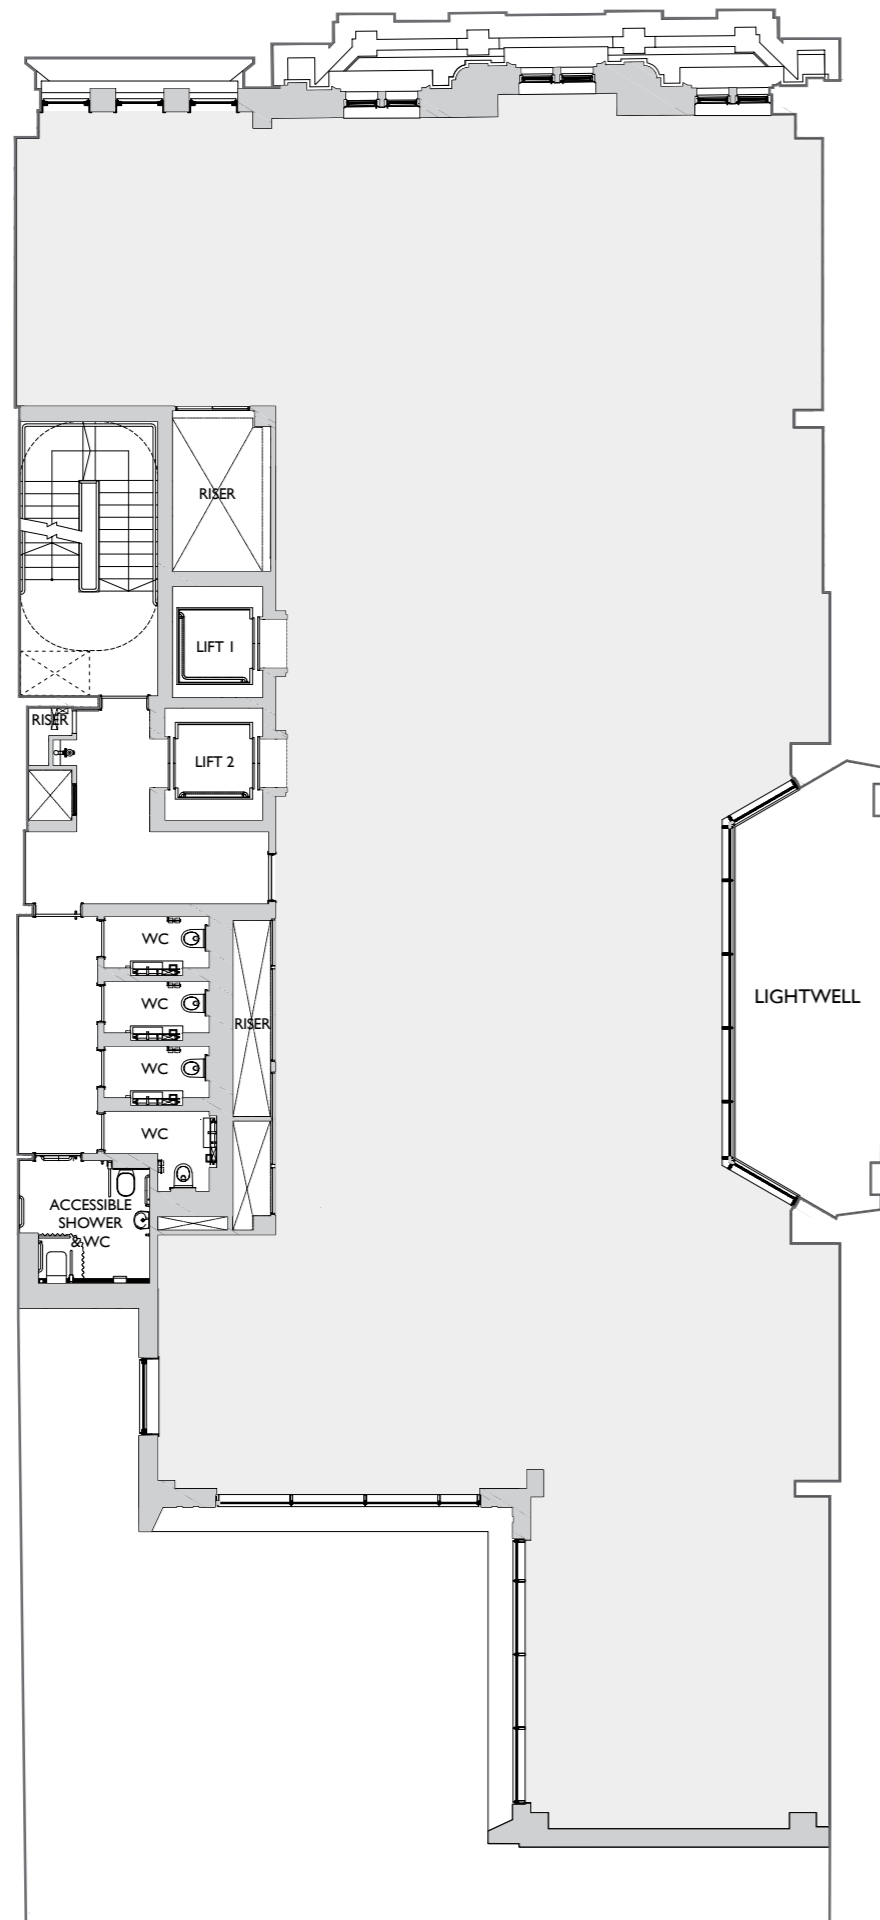 RISER
LIFT 1
RISER
LIFT 2
WC
LIGHTWELL
WC
RISER
WC
WC
ACCESSIBLE
SHOWER
& WC